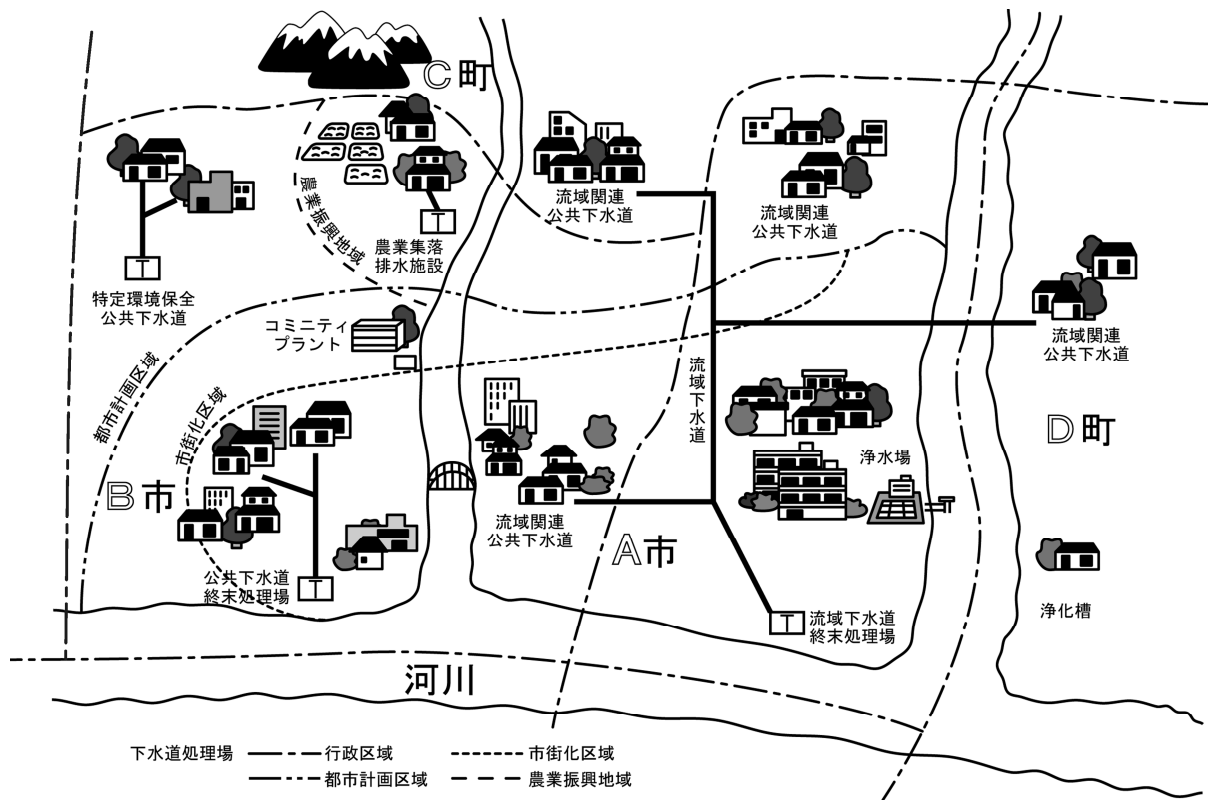 C町
流域関連
公共下水道
流域関連
公共下水道
農業振興地域
農業集落
排水施設
特定環境保全
公共下水道
T
T
コミニティ
プラント
流域関連
公共下水道
都市計画区域
市街化区域
流域下水道
D町
浄水場
B市
流域関連
公共下水道
A市
公共下水道
終末処理場
T
浄化槽
T
流域下水道
終末処理場
河川
下水道処理場
行政区域
市街化区域
都市計画区域
農業振興地域